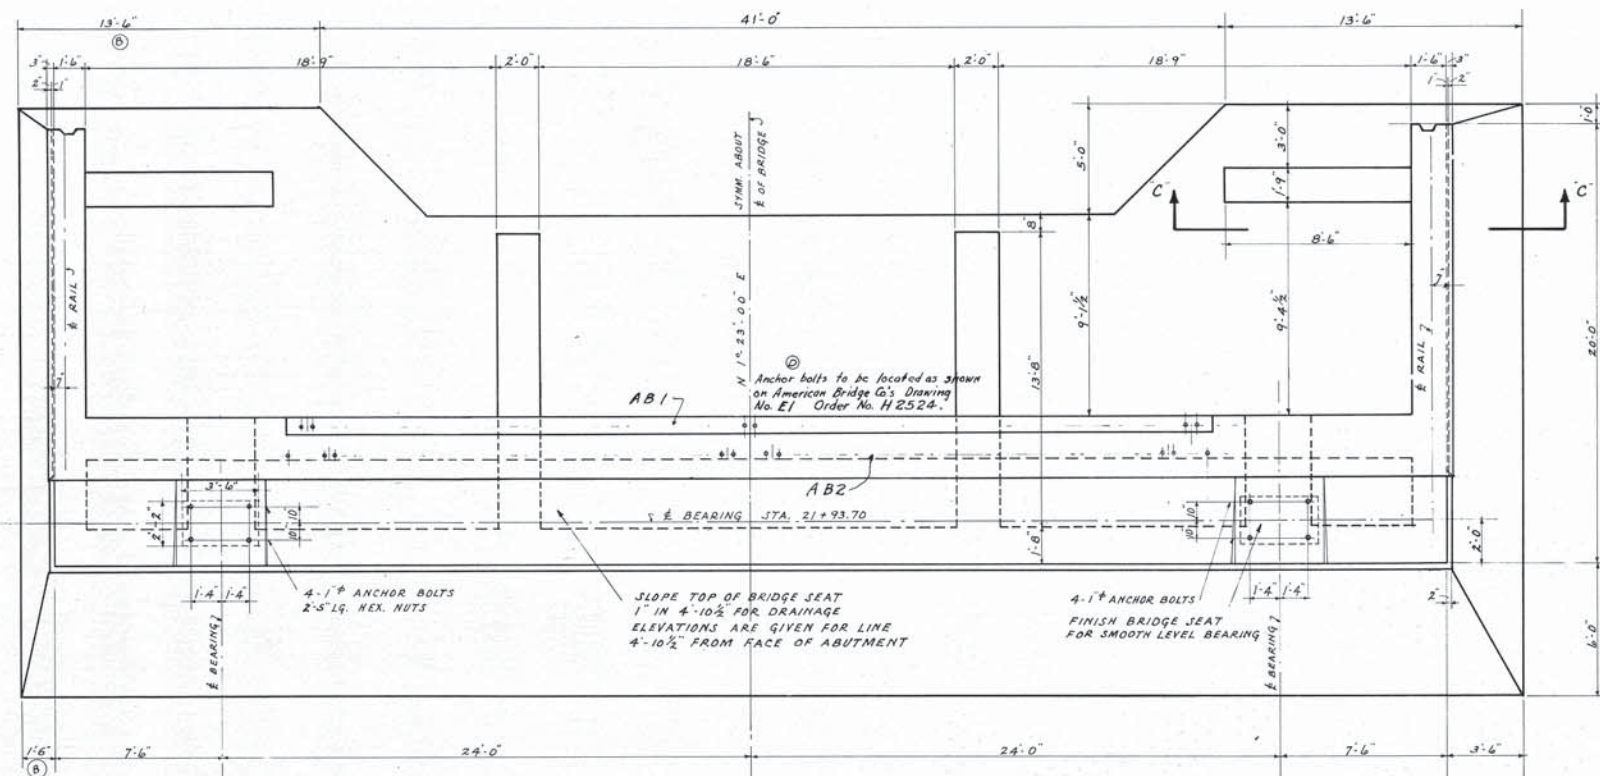 13'-6" 41'-0" 13'-6"
B
3" 1'-6" 18'-9" 2'-0" 18'-6" 2'-0" 18'-9" 1'-6" 3"
2" 1" 1" 2"
1'-0"
SYMM. ABOUT
℄ OF BRIDGE
5'-0"
3'-0"
1'-9"
"C" "C"
8"
8'-6"
7"
℄ RAIL
N 1° 23'-00" E
9'-1½"
9'-4½"
℄ RAIL
20'-0"
D
7"
Anchor bolts to be located as shown
on American Bridge Co's Drawing
No. E1 Order No. H2524.
13'-8"
AB1
AB2
3'-6"
2'-2"
10" 10"
℄ BEARING STA. 21+93.70
1'-8"
10" 10"
2'-0"
1'-4" 1'-4"
4-1"ϕ ANCHOR BOLTS
2-5" LG. HEX. NUTS
SLOPE TOP OF BRIDGE SEAT
1" IN 4'-10½" FOR DRAINAGE
ELEVATIONS ARE GIVEN FOR LINE
4'-10½" FROM FACE OF ABUTMENT
4-1"ϕ ANCHOR BOLTS
FINISH BRIDGE SEAT
FOR SMOOTH LEVEL BEARING
1'-4" 1'-4"
2"
6'-0"
℄ BEARING
℄ BEARING
1'-6" 7'-6" 24'-0" 24'-0" 7'-6" 3'-6"
B